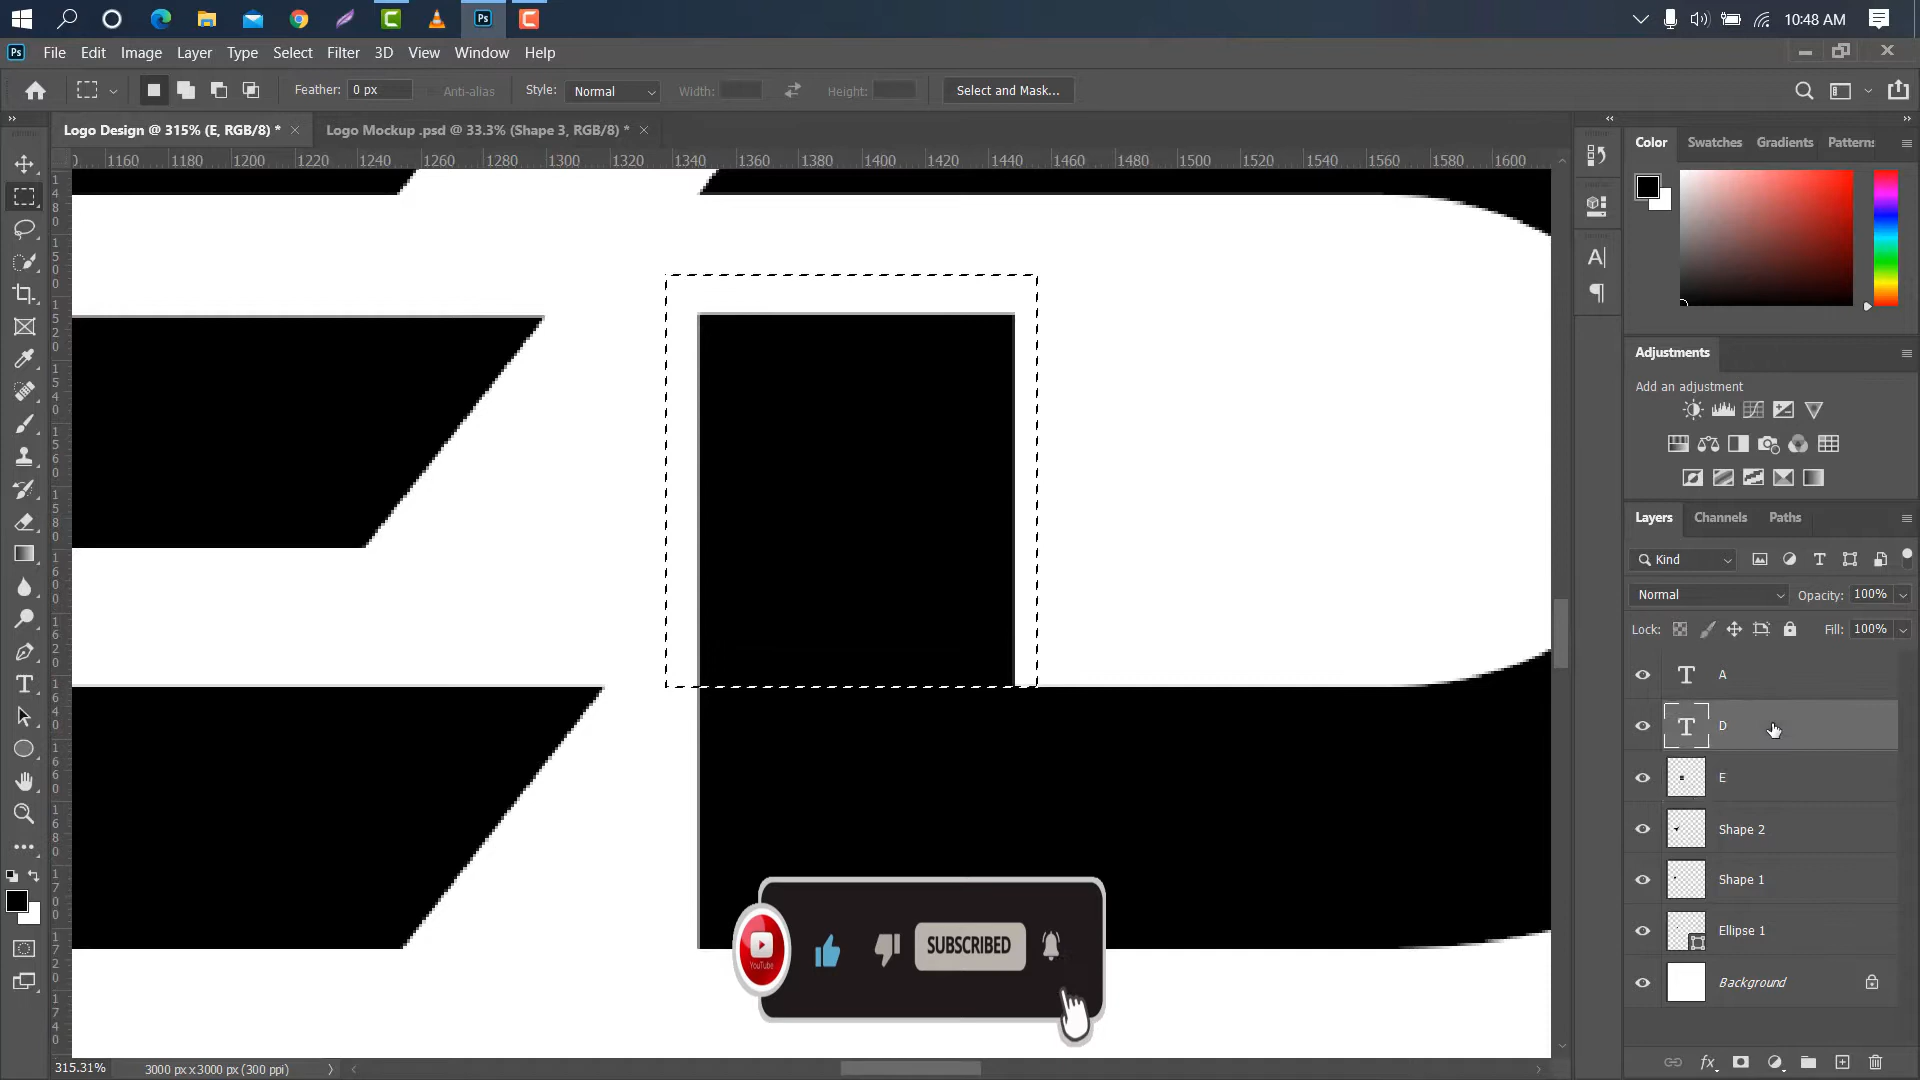 10:48 AM
Ps File Edit Image Layer Type Select Filter 3D View Window Help
Feather: 0 px Anti-alias Style: Normal Width: Height: Select and Mask...
Logo Design @ 315% (E, RGB/8) * × Logo Mockup .psd @ 33.3% (Shape 3, RGB/8) * ×
1160 1180 1200 1220 1240 1260 1280 1300 1320 1340 1360 1380 1400 1420 1440 1460 1480 1500 1520 1540 1560 1580 1600
Color Swatches Gradients Patterns
Adjustments
Add an adjustment
Layers Channels Paths
Kind
Normal Opacity: 100%
Lock: Fill: 100%
A
D
E
Shape 2
Shape 1
Ellipse 1
Background
YouTube
SUBSCRIBED
315.31% 3000 px x 3000 px (300 ppi)